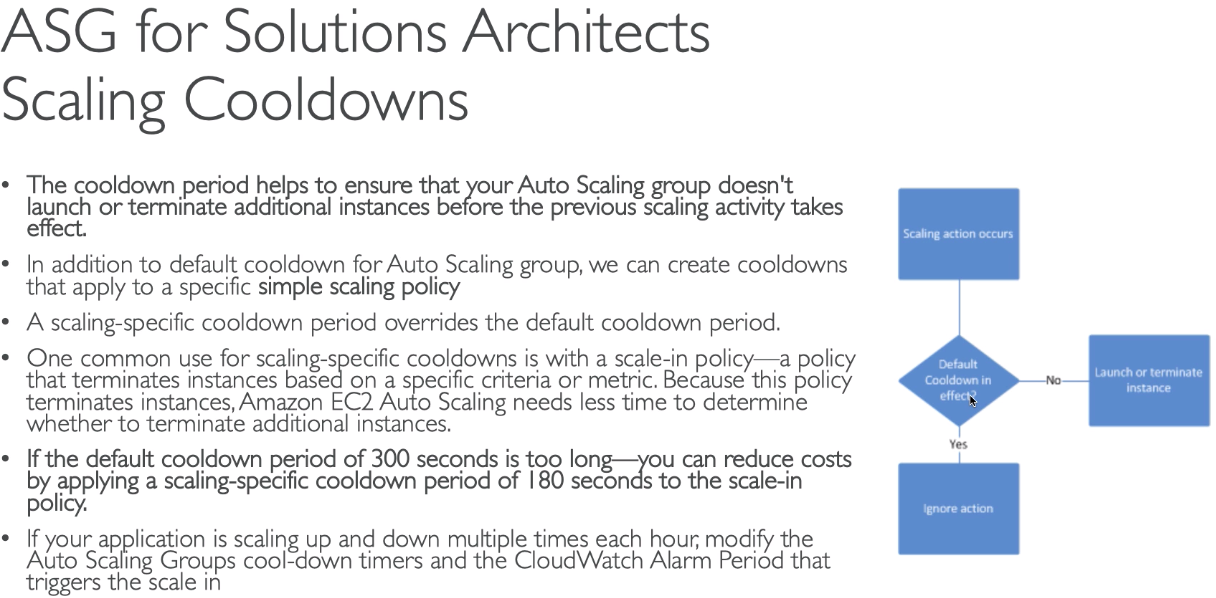 ASG for Solutions Architects
Scaling Cooldowns
• The cooldown period helps to ensure that your Auto Scaling group doesn't
launch or terminate additional instances before the previous scaling activity takes
effect.
• In addition to default cooldown for Auto Scaling group, we can create cooldowns
that apply to a specific simple scaling policy
• A scaling-specific cooldown period overrides the default cooldown period.
• One common use for scaling-specific cooldowns is with a scale-in policy—a policy
that terminates instances based on a specific criteria or metric. Because this policy
terminates instances, Amazon EC2 Auto Scaling needs less time to determine
whether to terminate additional instances.
• If the default cooldown period of 300 seconds is too long—you can reduce costs
by applying a scaling-specific cooldown period of 180 seconds to the scale-in
policy.
• If your application is scaling up and down multiple times each hour, modify the
Auto Scaling Groups cool-down timers and the CloudWatch Alarm Period that
triggers the scale in
Scaling action occurs
Default
Cooldown in
effect?
No
Launch or terminate
instance
Yes
Ignore action